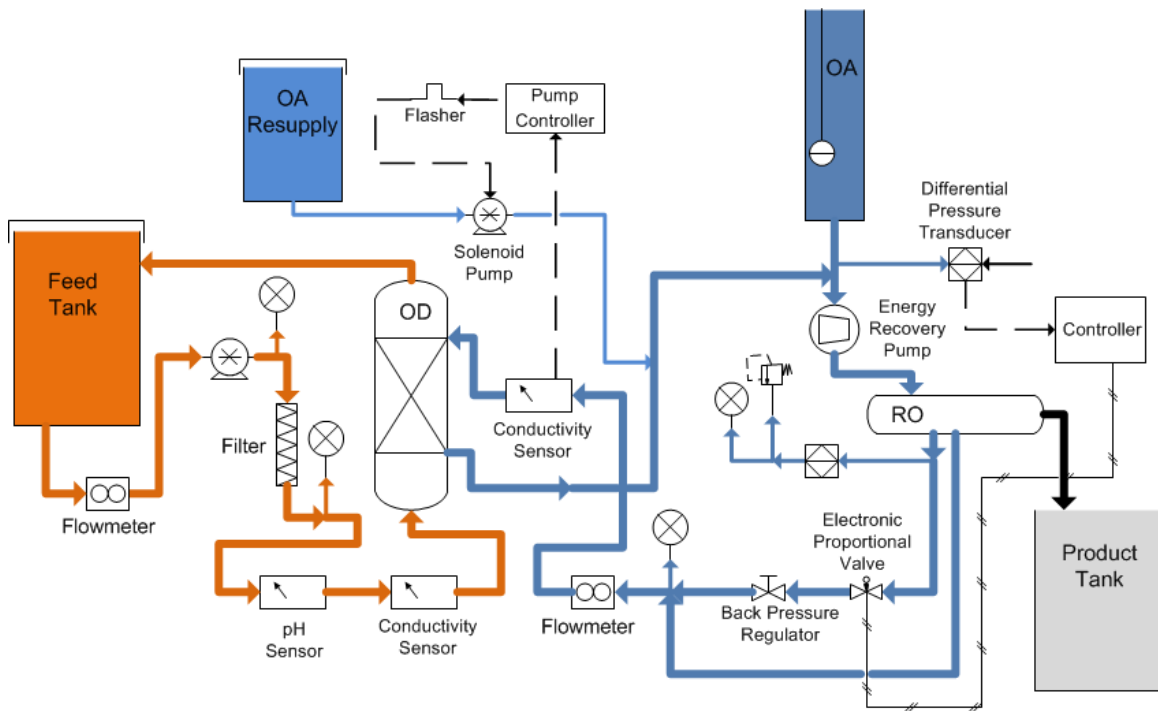 OA
Resupply
Flasher
Pump
Controller
OA
Differential
Pressure
Transducer
Solenoid
Pump
Feed
Tank
OD
Energy
Recovery
Pump
Controller
Filter
Conductivity
Sensor
RO
Flowmeter
Electronic
Proportional
Valve
Product
Tank
pH
Sensor
Conductivity
Sensor
Flowmeter
Back Pressure
Regulator